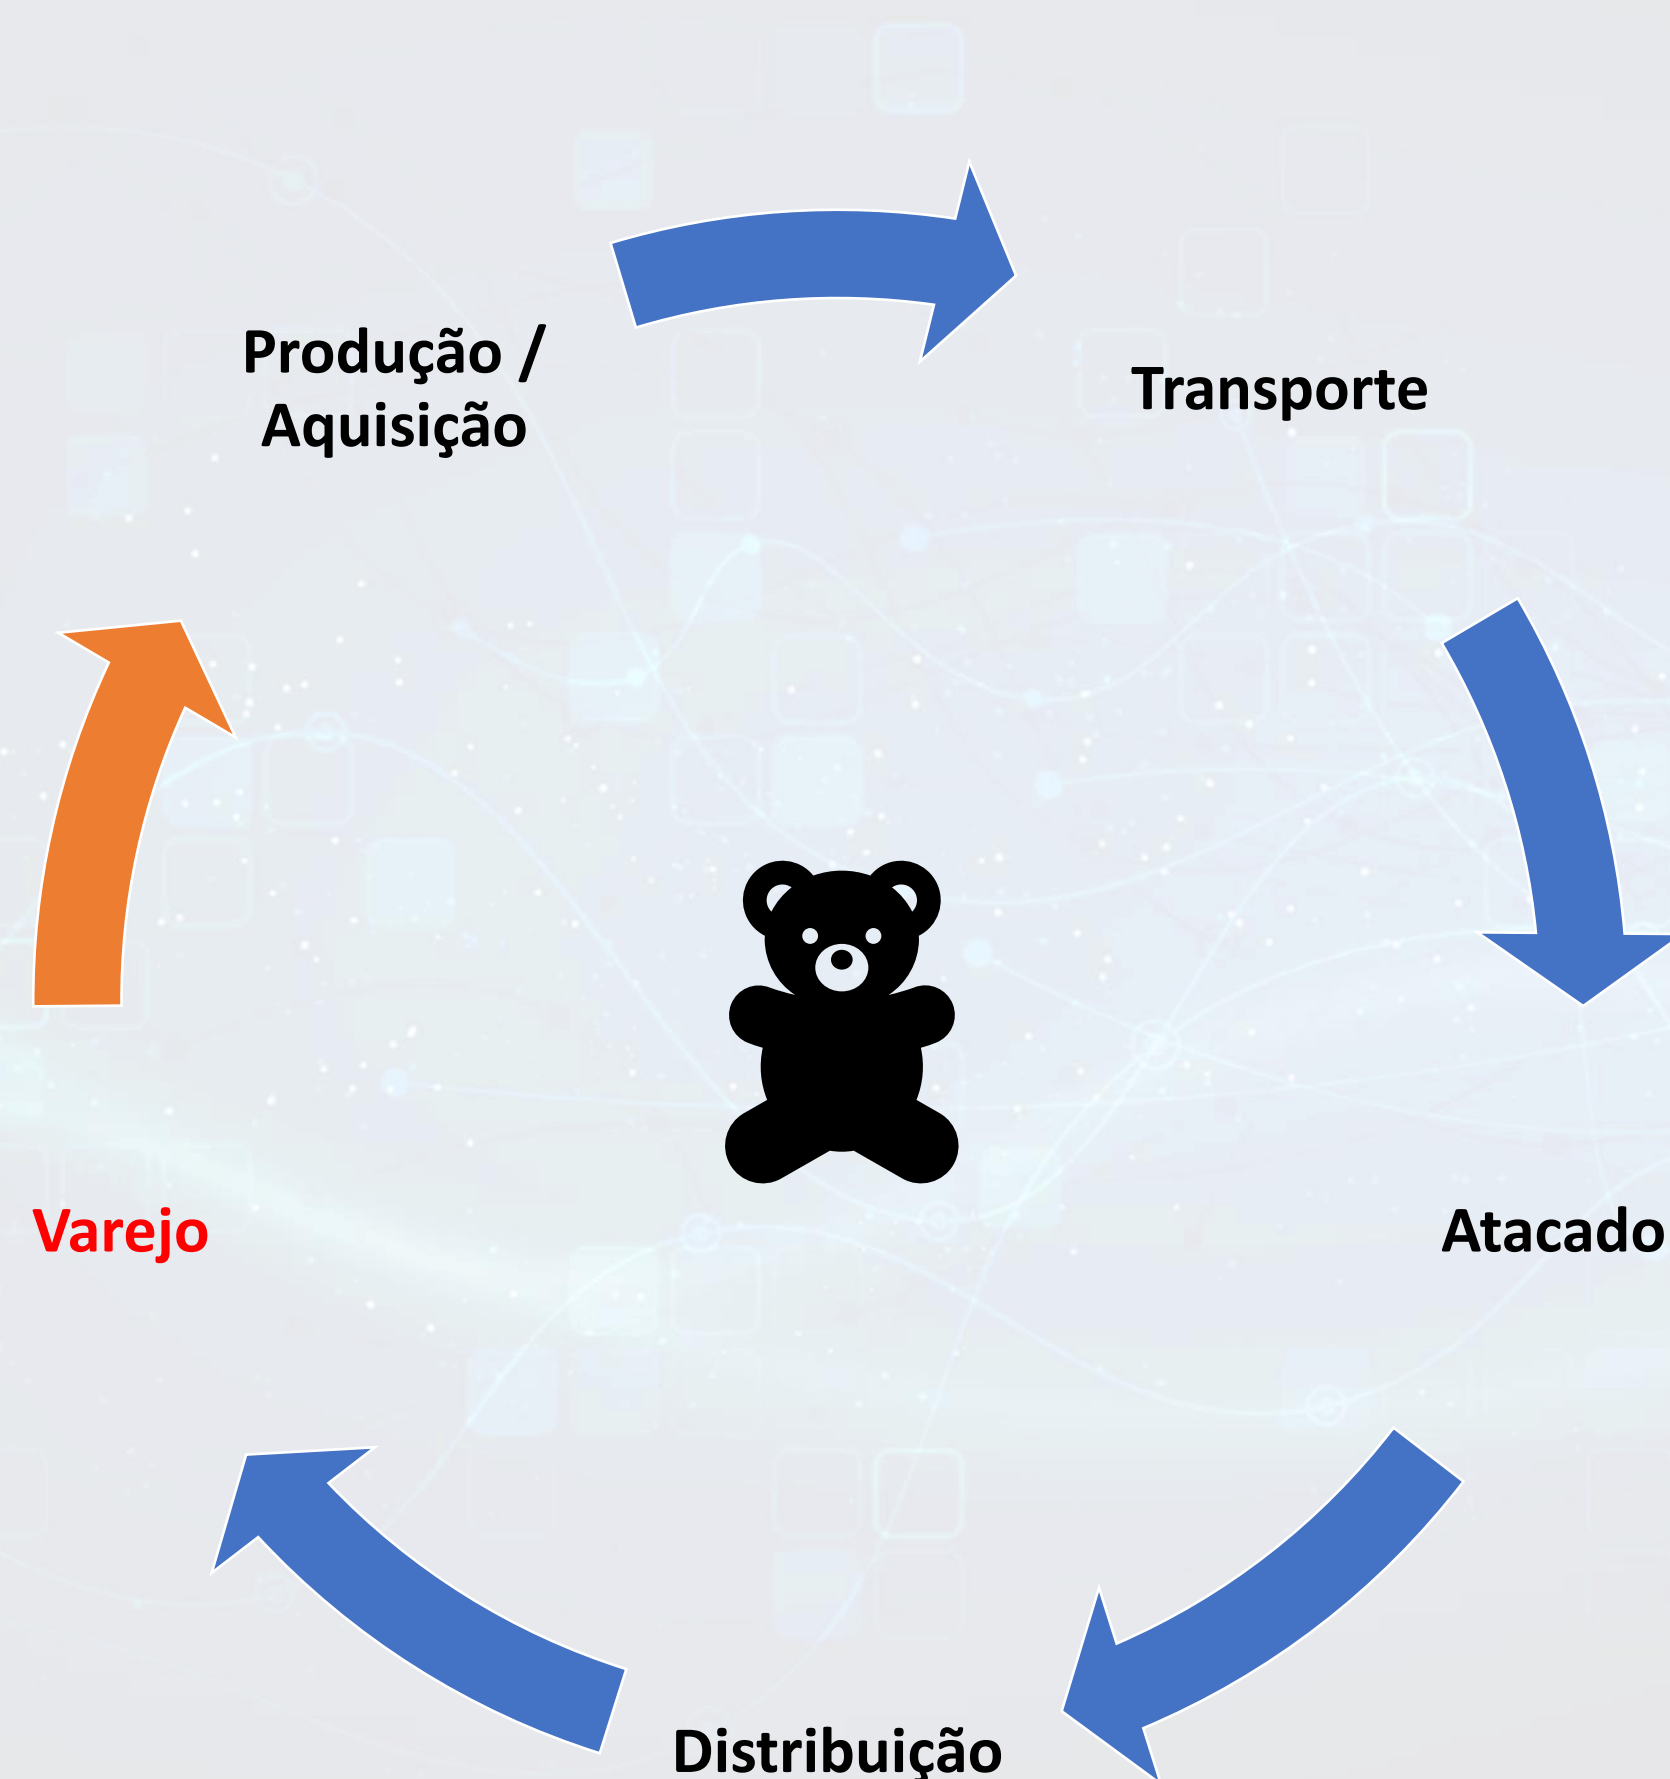 Produção /
Aquisição
Transporte
Atacado
Distribuição
Varejo